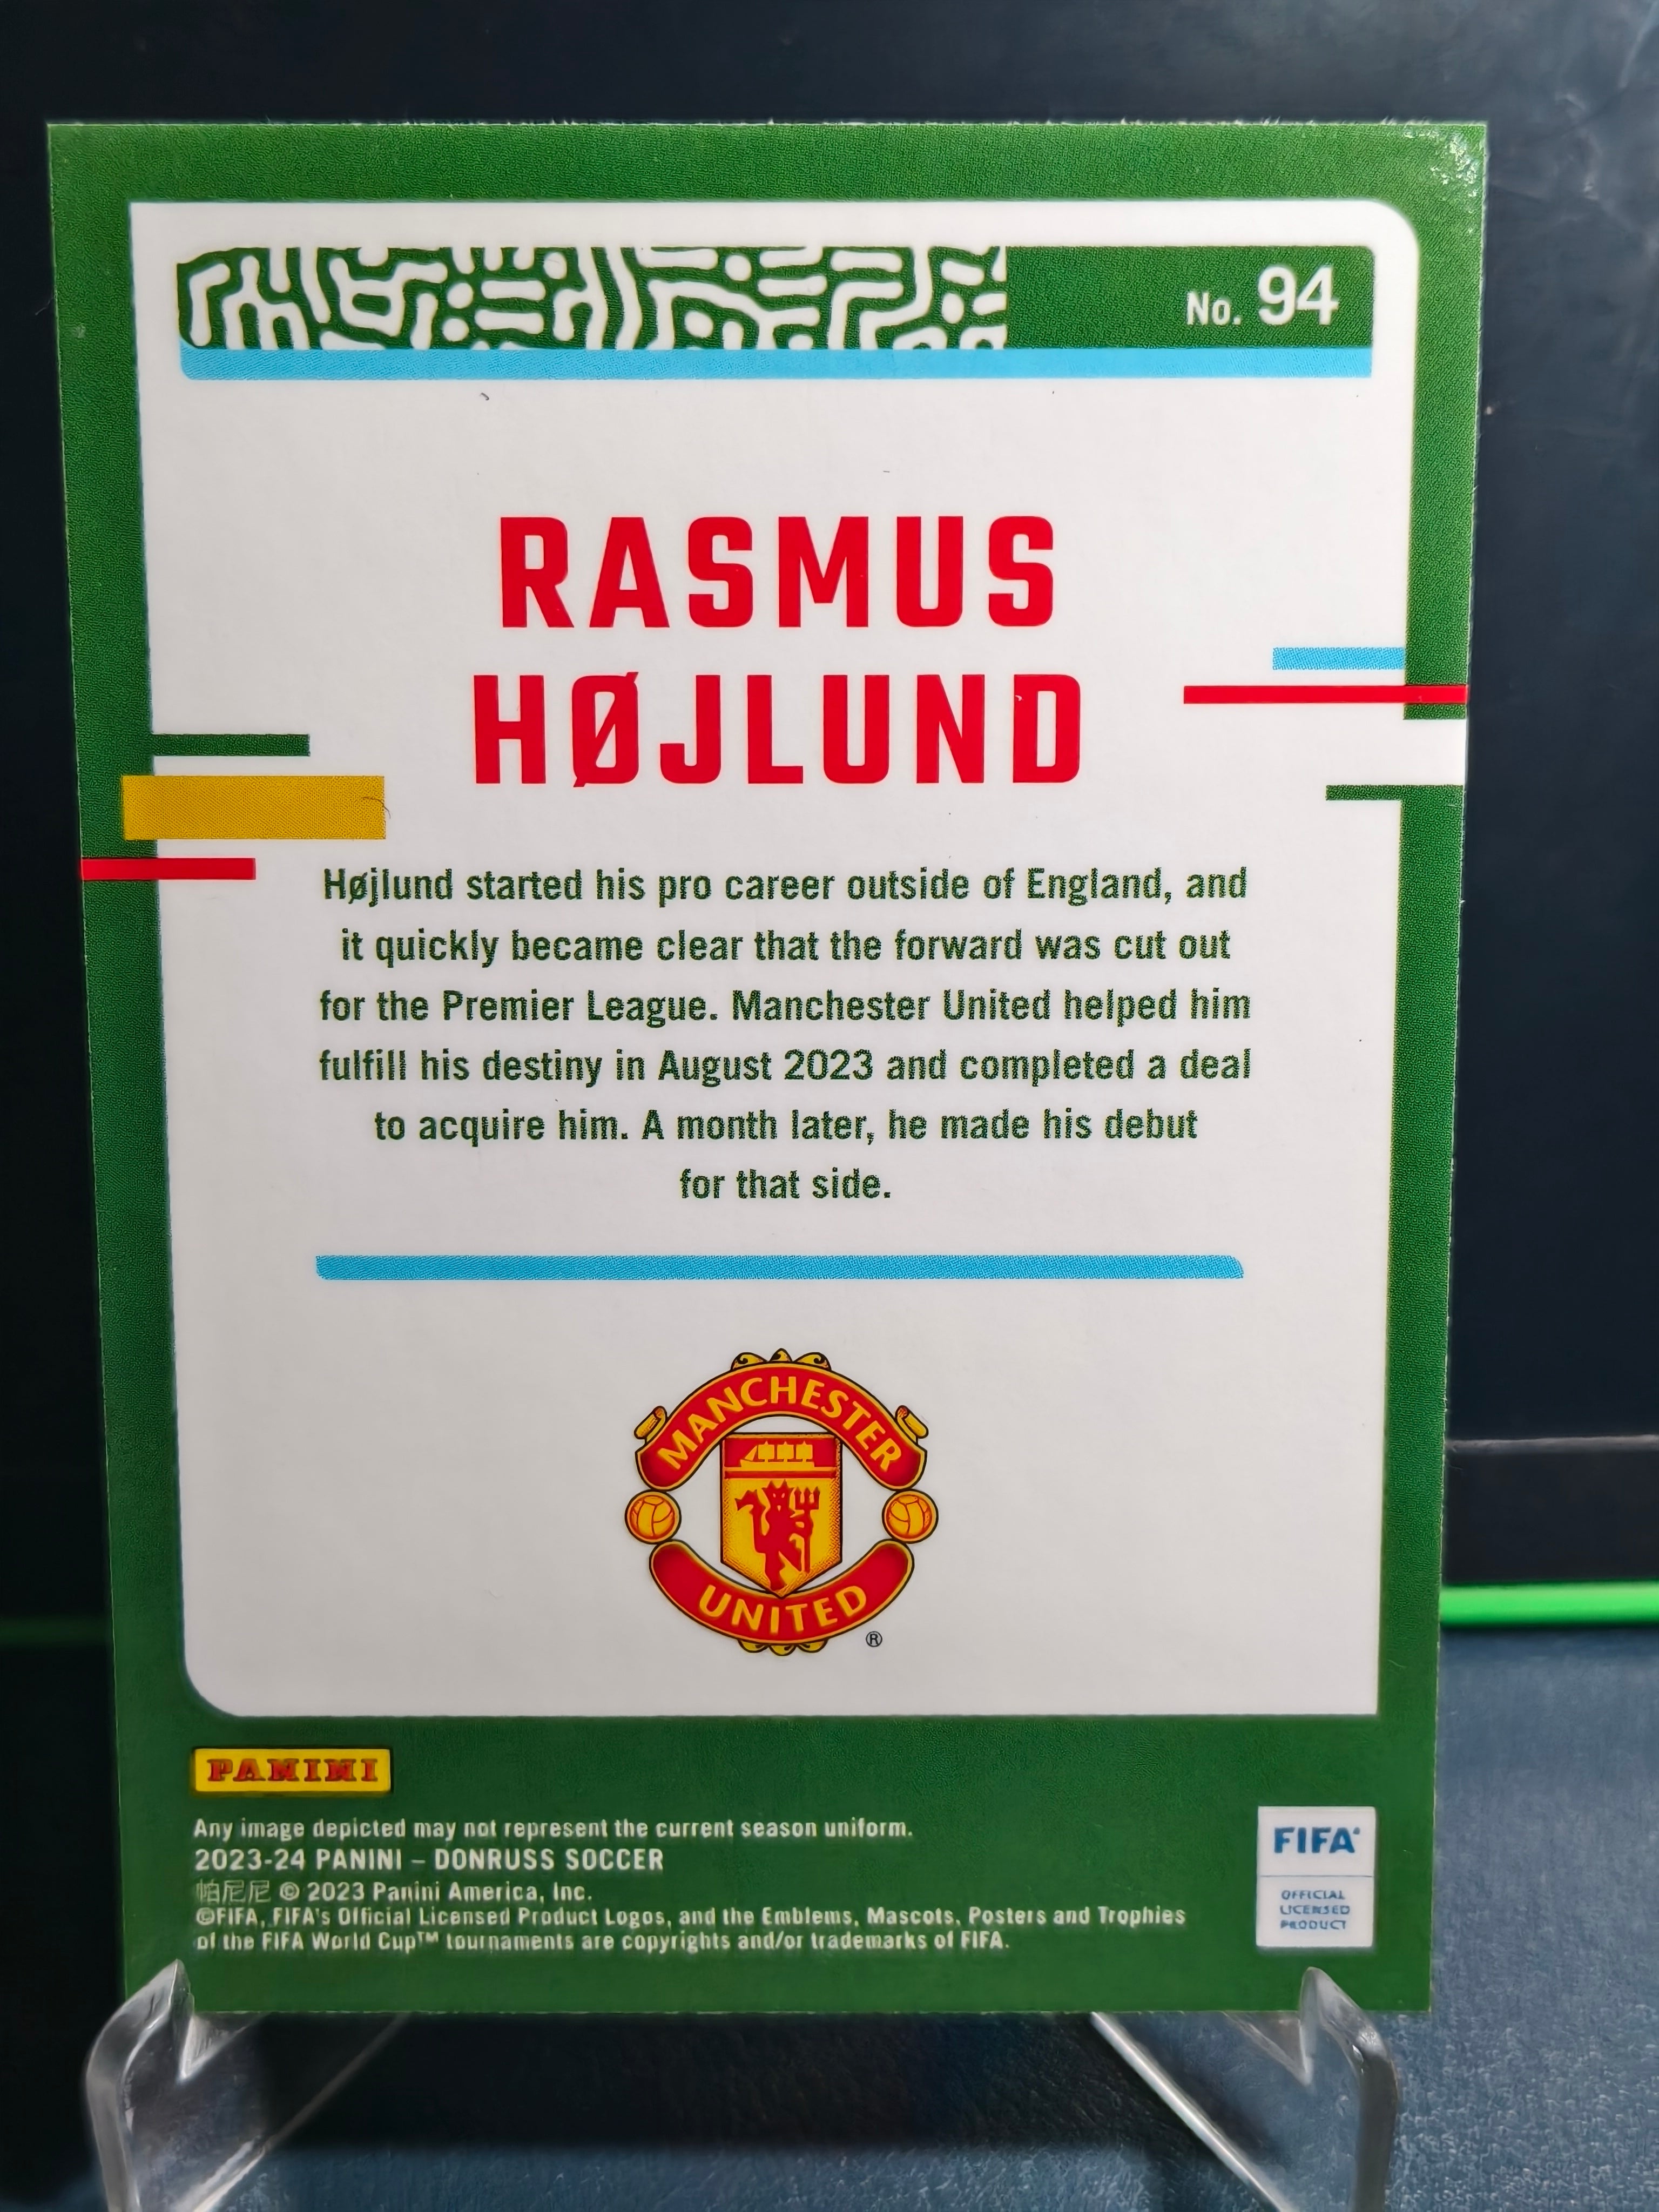 No. 94
RASMUS
HØJLUND
Højlund started his pro career outside of England, and
it quickly became clear that the forward was cut out
for the Premier League. Manchester United helped him
fulfill his destiny in August 2023 and completed a deal
to acquire him. A month later, he made his debut
for that side.
MANCHESTER
UNITED
®
PANINI
Any image depicted may not represent the current season uniform.
2023-24 PANINI – DONRUSS SOCCER
帕尼尼 © 2023 Panini America, Inc.
©FIFA, FIFA's Official Licensed Product Logos, and the Emblems, Mascots, Posters and Trophies
of the FIFA World Cup™ tournaments are copyrights and/or trademarks of FIFA.
FIFA®
OFFICIAL
LICENSED
PRODUCT